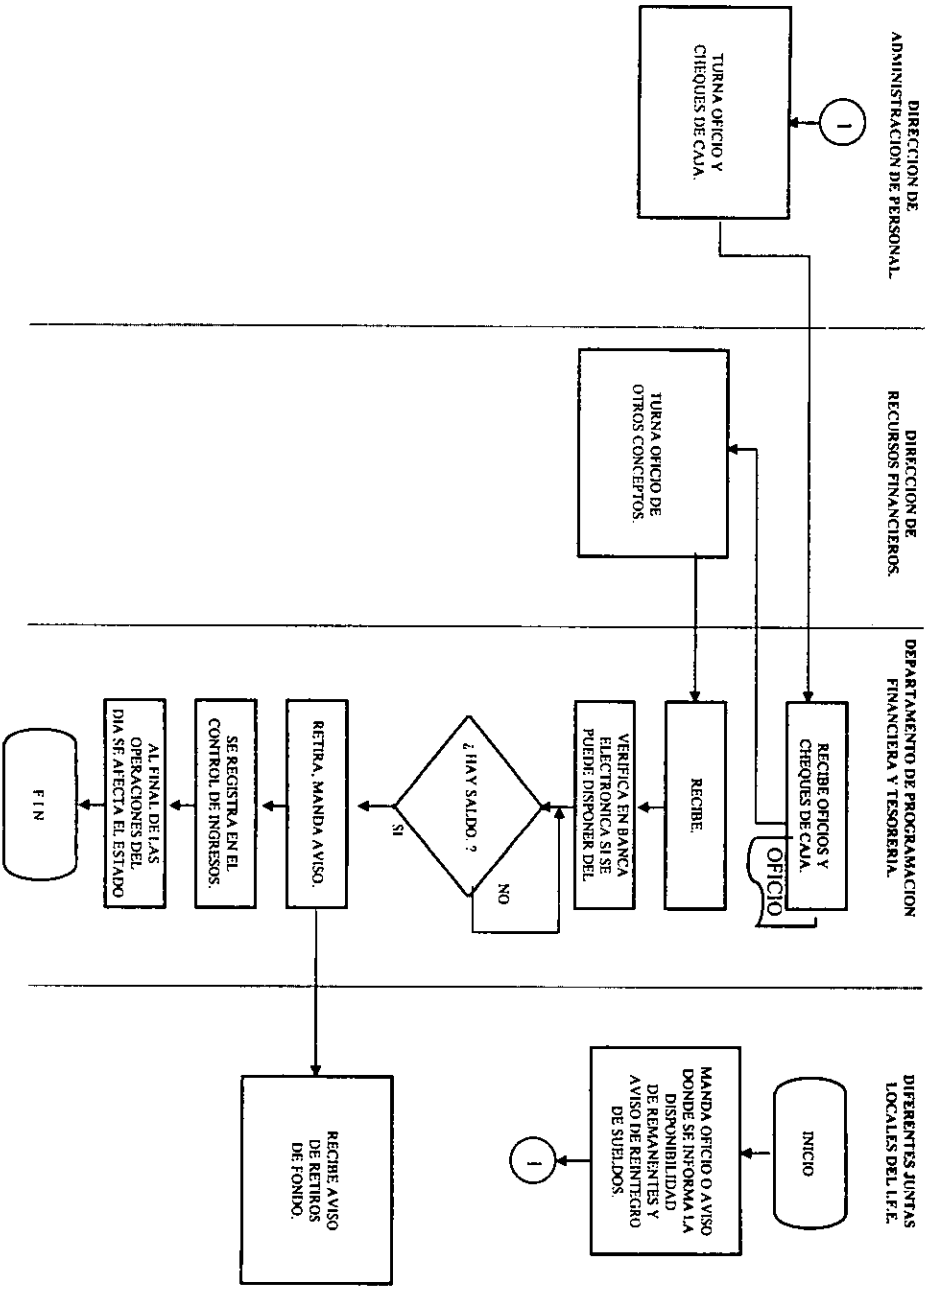 DIRECCION DE
ADMINISTRACION DE PERSONAL.
1
TURNA OFICIO Y
CHEQUES DE CAJA.
DIRECCION DE
RECURSOS FINANCIEROS.
TURNA OFICIO DE
OTROS CONCEPTOS.
DEPARTAMENTO DE PROGRAMACION
FINANCIERA Y TESORERIA.
RECIBE OFICIOS Y
CHEQUES DE CAJA.
OFICIO
RECIBE.
VERIFICA EN BANCA
ELECTRONICA SI SE
PUEDE DISPONER DEL
¿ HAY SALDO. ?
NO
SI
RETIRA, MANDA AVISO.
SE REGISTRA EN EL
CONTROL DE INGRESOS.
AL FINAL DE LAS
OPERACIONES DEL
DIA SE AFECTA EL ESTADO
F I N
DIFERENTES JUNTAS
LOCALES DEL I.F.E.
INICIO
MANDA OFICIO O AVISO
DONDE SE INFORMA LA
DISPONIBILIDAD
DE REMANENTES Y
AVISO DE REINTEGRO
DE SUELDOS.
1
RECIBE AVISO
DE RETIROS
DE FONDO.